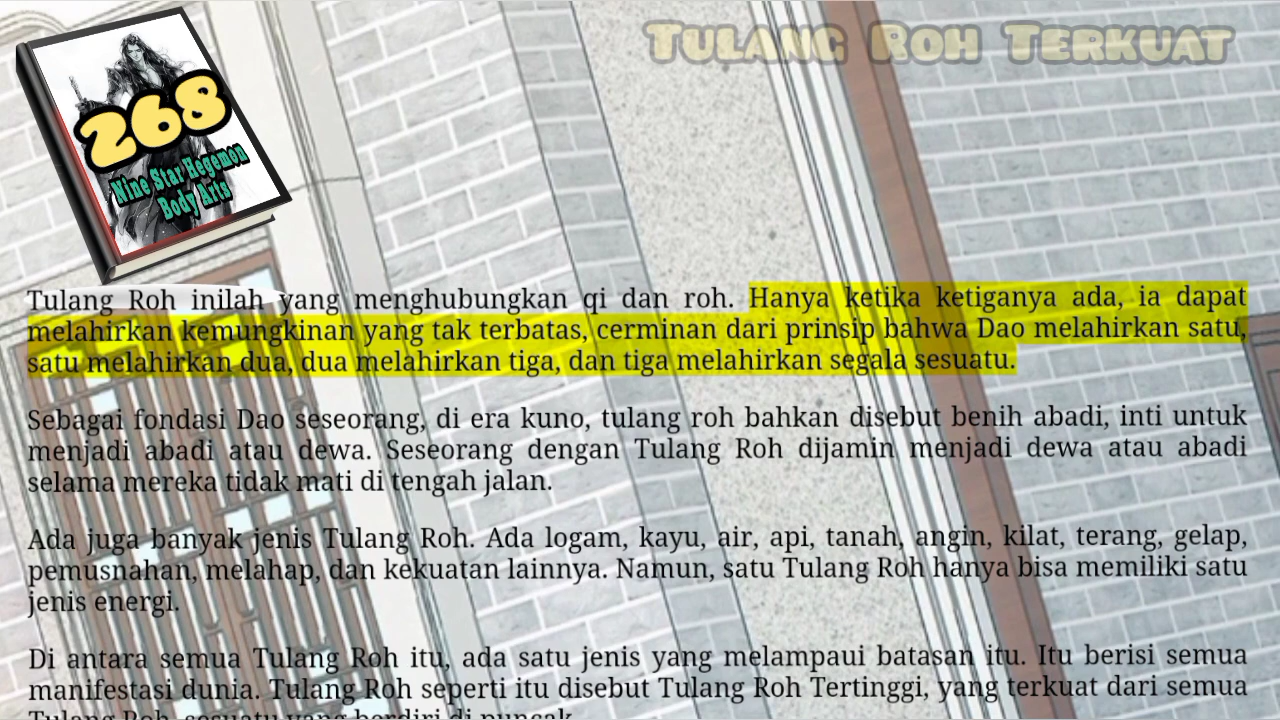 Tulang Roh Terkuat
268
Nine Star Hegemon
Body Arts
Tulang Roh inilah yang menghubungkan qi dan roh. Hanya ketika ketiganya ada, ia dapat
melahirkan kemungkinan yang tak terbatas, cerminan dari prinsip bahwa Dao melahirkan satu,
satu melahirkan dua, dua melahirkan tiga, dan tiga melahirkan segala sesuatu.
Sebagai fondasi Dao seseorang, di era kuno, tulang roh bahkan disebut benih abadi, inti untuk
menjadi abadi atau dewa. Seseorang dengan Tulang Roh dijamin menjadi dewa atau abadi
selama mereka tidak mati di tengah jalan.
Ada juga banyak jenis Tulang Roh. Ada logam, kayu, air, api, tanah, angin, kilat, terang, gelap,
pemusnahan, melahap, dan kekuatan lainnya. Namun, satu Tulang Roh hanya bisa memiliki satu
jenis energi.
Di antara semua Tulang Roh itu, ada satu jenis yang melampaui batasan itu. Itu berisi semua
manifestasi dunia. Tulang Roh seperti itu disebut Tulang Roh Tertinggi, yang terkuat dari semua
Tulang Roh, sesuatu yang berdiri di puncak.